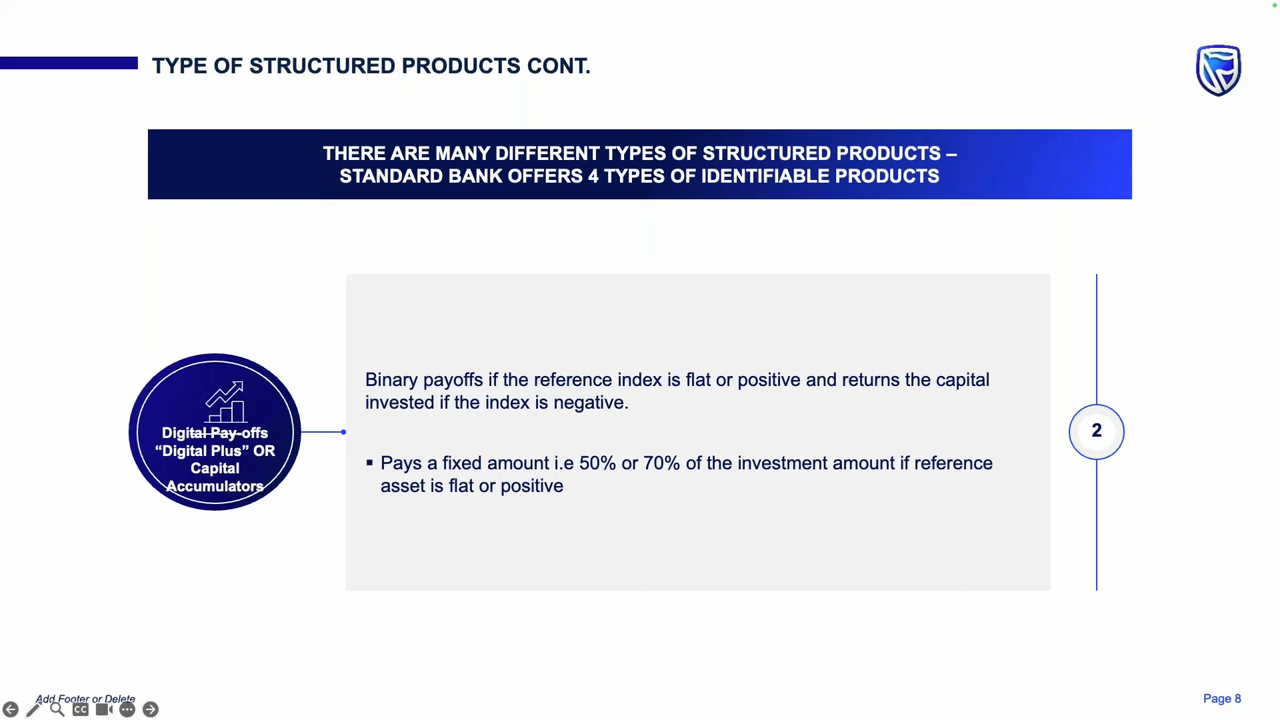 TYPE OF STRUCTURED PRODUCTS CONT.
THERE ARE MANY DIFFERENT TYPES OF STRUCTURED PRODUCTS –
STANDARD BANK OFFERS 4 TYPES OF IDENTIFIABLE PRODUCTS
Digital Pay-offs
“Digital Plus” OR
Capital
Accumulators
Binary payoffs if the reference index is flat or positive and returns the capital
invested if the index is negative.
▪ Pays a fixed amount i.e 50% or 70% of the investment amount if reference
asset is flat or positive
2
Add Footer or Delete
CC
Page 8